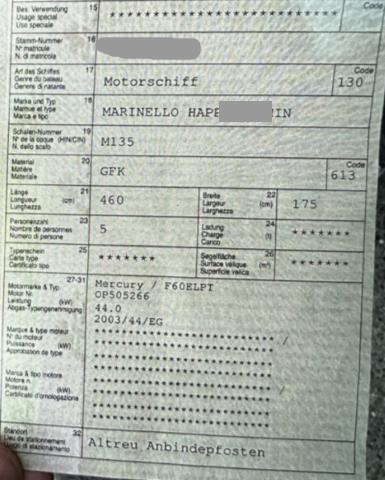 Bes. Verwendung 15 Code
Usage spécial
Uso speciale
*********************
Stamm-Nummer 16
N° matricule
N. di matricola
Art des Schiffes 17 Code
Genre du bateau
Genere di natante
Motorschiff 130
Marke und Typ 18
Marque et type
Marca e tipo
MARINELLO HAPE IN
Schalen-Nummer 19
N° de la coque (HIN/CIN)
N. dello scafo
M135
Material 20 Code
Matière
Materiale
GFK 613
Länge 21
Longueur (cm)
Lunghezza
460
Breite 22
Largeur (cm)
Larghezza
175
Personenzahl 23
Nombre de personnes
Numero di persone
5
Ladung 24
Charge (t)
Carico
*******
Typenschein 25
Carte type
Certificato tipo
*******
Segelfläche 26
Surface vélique (m²)
Superficie velica
*******
27-31
Motormarke & Typ Mercury / F60ELPT
Motor Nr. OP505266
Leistung (kW) 44.0
Abgas-Typengenehmigung 2003/44/EG
Marque & type moteur /
N° du moteur
Puissance (kW)
Approbation de type
Marca & tipo motore
Motore n. /
Potenza (kW)
Certificato d'omologazione
Standort 32
Lieu de stationnement
Luogo di stazionamento
Altreu Anbindepfosten